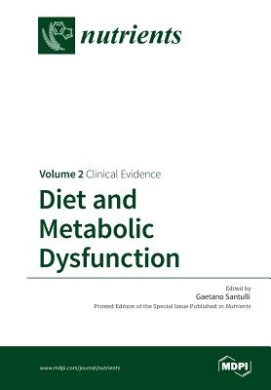 nutrients
Volume 2 Clinical Evidence
Diet and
Metabolic
Dysfunction
Edited by
Gaetano Santulli
Printed Edition of the Special Issue Published in Nutrients
www.mdpi.com/journal/nutrients
MDPI